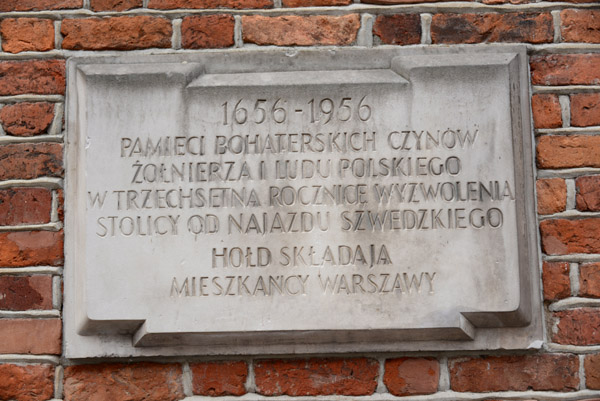 1656-1956
PAMIĘCI BOHATERSKICH CZYNÓW
ŻOŁNIERZA I LUDU POLSKIEGO
W TRZECHSETNĄ ROCZNICĘ WYZWOLENIA
STOLICY OD NAJAZDU SZWEDZKIEGO
HOŁD SKŁADAJĄ
MIESZKAŃCY WARSZAWY